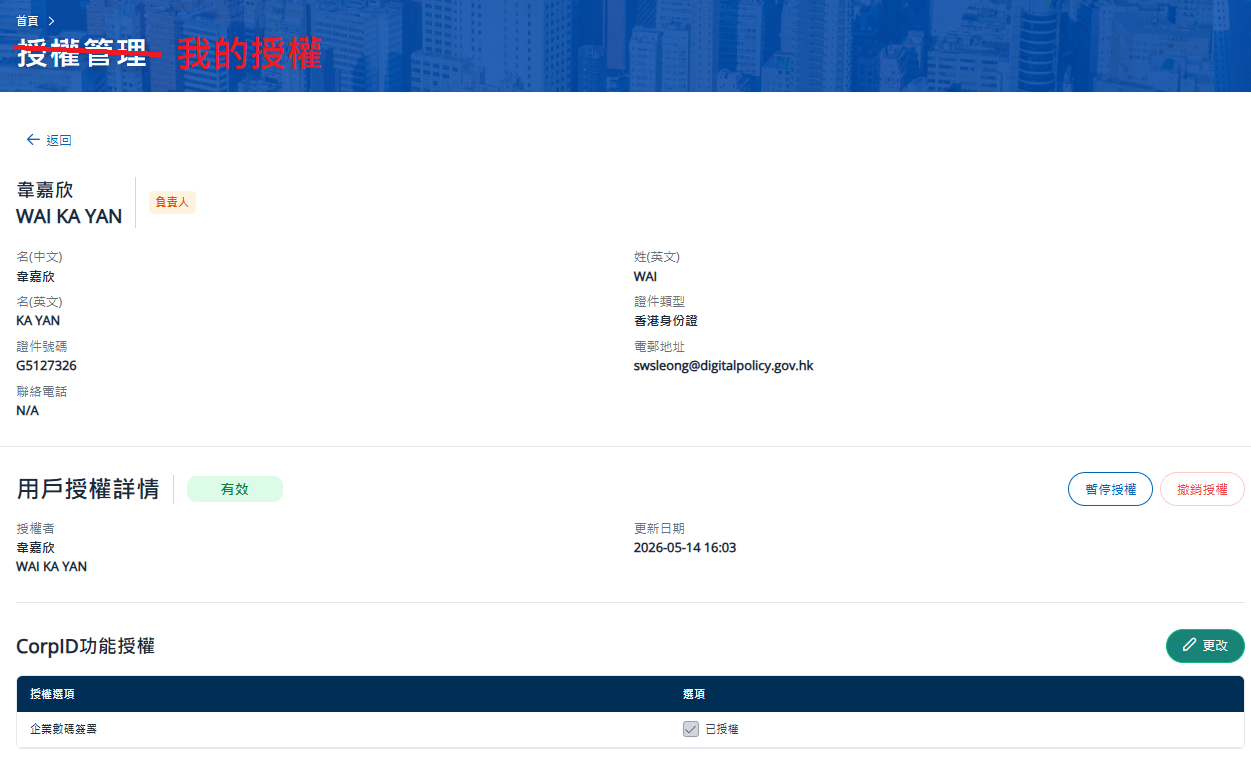 首頁 >
授權管理 我的授權
← 返回
韋嘉欣
WAI KA YAN
負責人
名(中文)
韋嘉欣
姓(英文)
WAI
名(英文)
KA YAN
證件類型
香港身份證
證件號碼
G5127326
電郵地址
swsleong@digitalpolicy.gov.hk
聯絡電話
N/A
用戶授權詳情 有效
暫停授權 撤銷授權
授權者
韋嘉欣
WAI KA YAN
更新日期
2026-05-14 16:03
CorpID功能授權
更改
授權選項 選項
企業數碼簽署 已授權